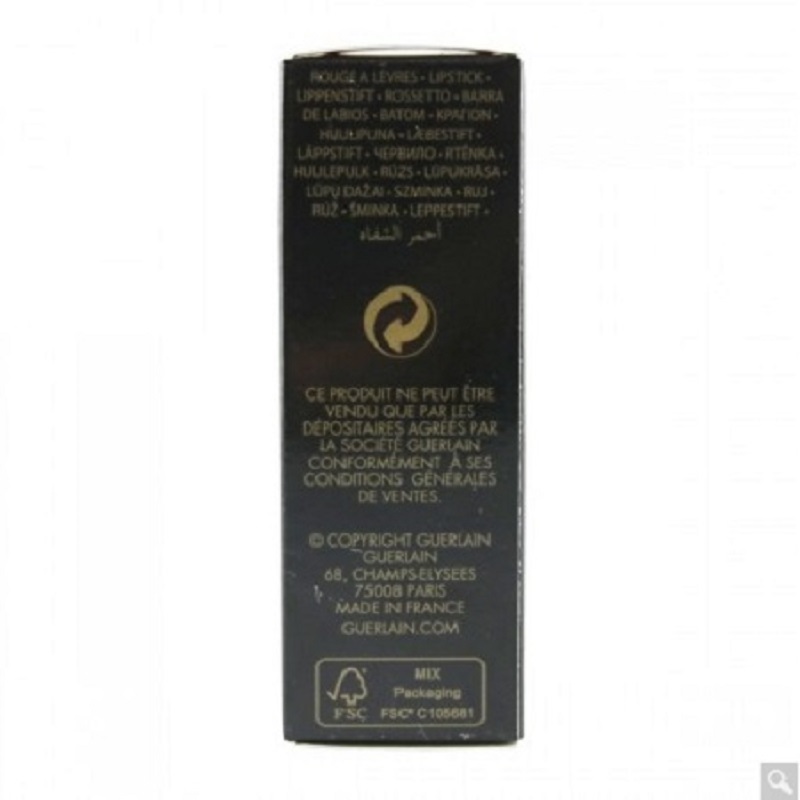 ROUGE A LÈVRES • LIPSTICK •
LIPPENSTIFT • ROSSETTO • BARRA
DE LABIOS • BATOM • ΚΡΑΓΙΟΝ •
HUULIPUNA • LÆBESTIFT •
LÄPPSTIFT • ЧЕРВИЛО • RTĚNKA •
HUULEPULK • RÚZS • LŪPUKRĀSA •
LŪPŲ DAŽAI • SZMINKA • RUJ •
RÚŽ • ŠMINKA • LEPPESTIFT •
أحمر الشفاه
CE PRODUIT NE PEUT ÊTRE
VENDU QUE PAR LES
DÉPOSITAIRES AGRÉÉS PAR
LA SOCIÉTÉ GUERLAIN
CONFORMÉMENT À SES
CONDITIONS GÉNÉRALES
DE VENTES.
© COPYRIGHT GUERLAIN
GUERLAIN
68, CHAMPS-ELYSEES
75008 PARIS
MADE IN FRANCE
GUERLAIN.COM
MIX
Packaging
FSC FSC® C105681